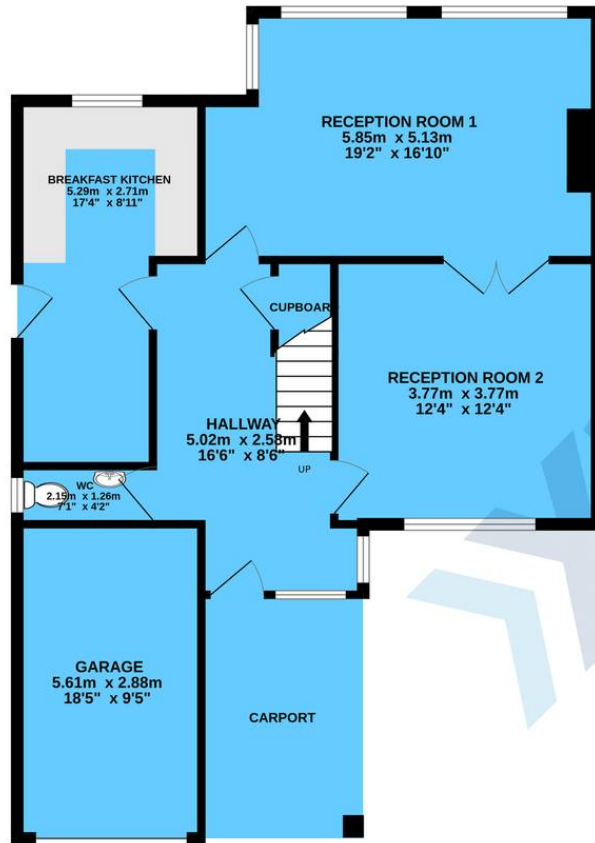 RECEPTION ROOM 1
5.85m x 5.13m
19'2" x 16'10"
BREAKFAST KITCHEN
5.29m x 2.71m
17'4" x 8'11"
CUPBOARD
RECEPTION ROOM 2
3.77m x 3.77m
12'4" x 12'4"
HALLWAY
5.02m x 2.58m
16'6" x 8'6"
UP
WC
2.15m x 1.26m
7'1" x 4'2"
GARAGE
5.61m x 2.88m
18'5" x 9'5"
CARPORT